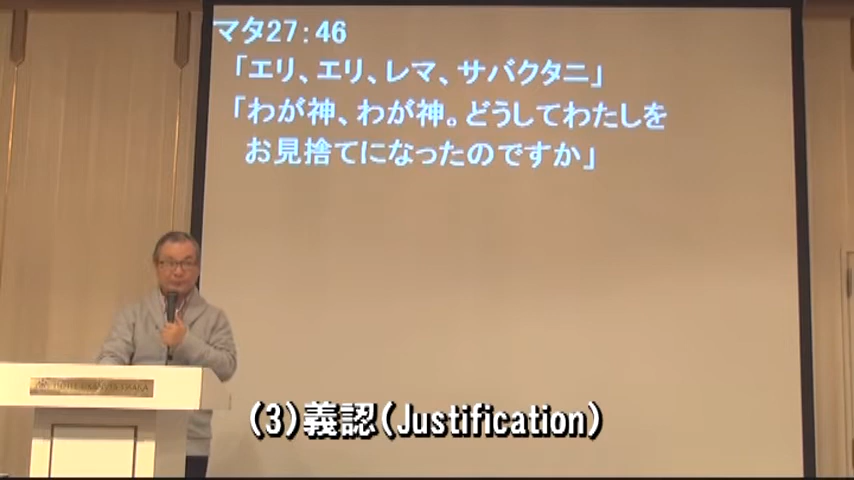 マタ27:46
「エリ、エリ、レマ、サバクタニ」
「わが神、わが神。どうしてわたしを
お見捨てになったのですか」
(3)義認(Justification)